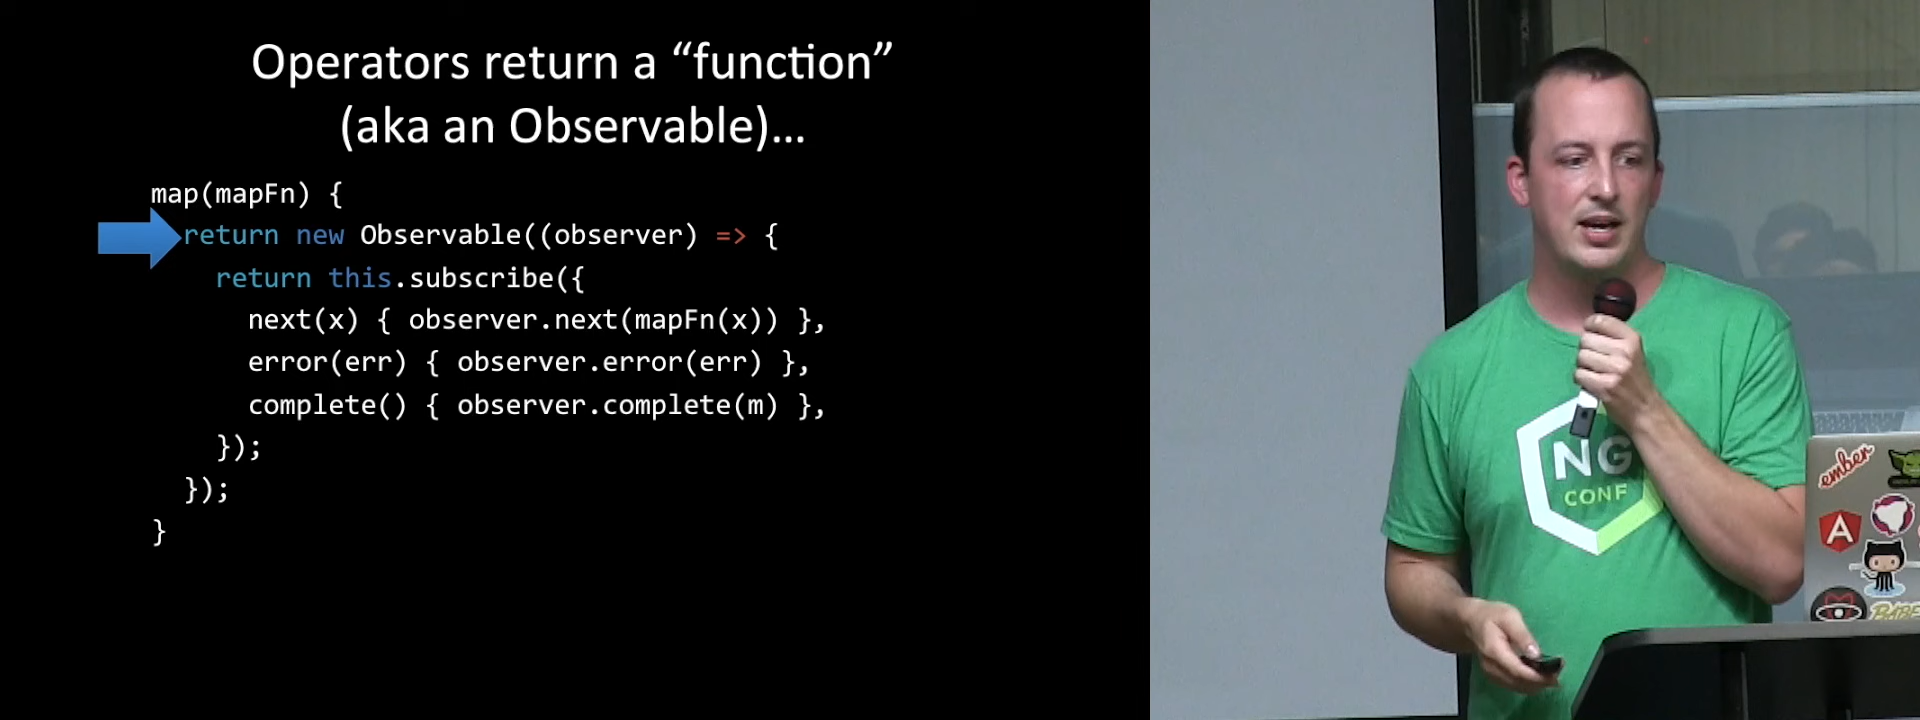 Operators return a “function”
(aka an Observable)…
map(mapFn) {
return new Observable((observer) => {
return this.subscribe({
next(x) { observer.next(mapFn(x)) },
error(err) { observer.error(err) },
complete() { observer.complete(m) },
});
});
}
NG
CONF
ember
A